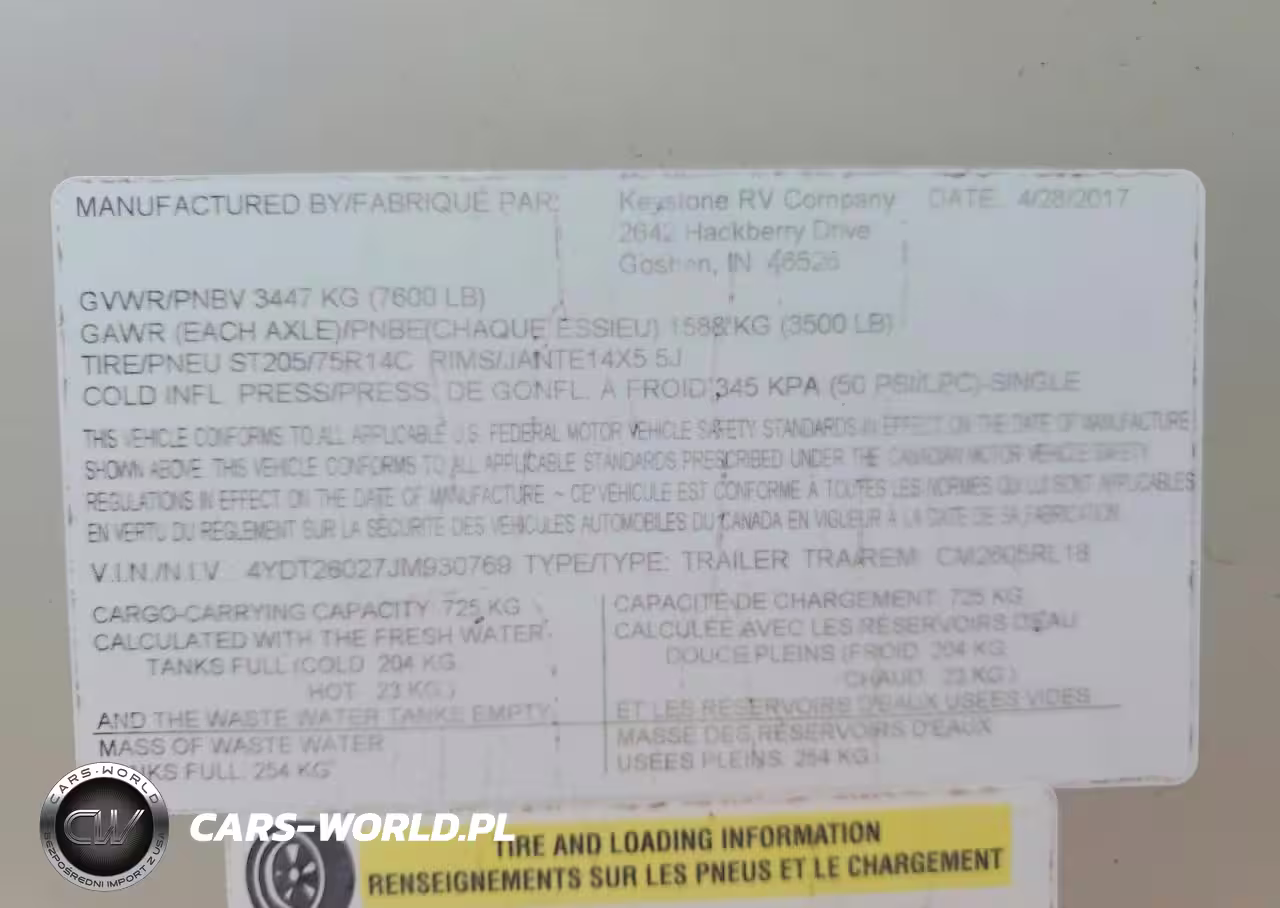 MANUFACTURED BY/FABRIQUÉ PAR: Keystone RV Company DATE: 4/28/2017
2642 Hackberry Drive
Goshen, IN 46526
GVWR/PNBV 3447 KG (7600 LB)
GAWR (EACH AXLE)/PNBE(CHAQUE ESSIEU) 1588 KG (3500 LB)
TIRE/PNEU ST205/75R14C RIMS/JANTE14X5.5J
COLD INFL. PRESS/PRESS. DE GONFL. À FROID 345 KPA (50 PSI/LPC) SINGLE
THIS VEHICLE CONFORMS TO ALL APPLICABLE U.S. FEDERAL MOTOR VEHICLE SAFETY STANDARDS IN EFFECT ON THE DATE OF MANUFACTURE
SHOWN ABOVE. THIS VEHICLE CONFORMS TO ALL APPLICABLE STANDARDS PRESCRIBED UNDER THE CANADIAN MOTOR VEHICLE SAFETY
REGULATIONS IN EFFECT ON THE DATE OF MANUFACTURE ~ CE VÉHICULE EST CONFORME À TOUTES LES NORMES QUI LUI SONT APPLICABLES
EN VERTU DU RÈGLEMENT SUR LA SÉCURITÉ DES VÉHICULES AUTOMOBILES DU CANADA EN VIGUEUR À LA DATE DE SA FABRICATION.
V.I.N./N.I.V. 4YDT26027JM930769 TYPE/TYPE: TRAILER TRA/REM CM2605RL18
CARGO-CARRYING CAPACITY 725 KG
CALCULATED WITH THE FRESH WATER
TANKS FULL (COLD 204 KG
HOT 23 KG)
AND THE WASTE WATER TANKS EMPTY
MASS OF WASTE WATER
TANKS FULL: 254 KG
CAPACITÉ DE CHARGEMENT 725 KG
CALCULÉE AVEC LES RÉSERVOIRS D'EAU
DOUCE PLEINS (FROID 204 KG
CHAUD 23 KG)
ET LES RÉSERVOIRS D'EAUX USÉES VIDES
MASSE DES RÉSERVOIRS D'EAUX
USÉES PLEINS: 254 KG
TIRE AND LOADING INFORMATION
RENSEIGNEMENTS SUR LES PNEUS ET LE CHARGEMENT
CARS-WORLD
CW
BEZPOŚREDNI IMPORT Z USA
CARS-WORLD.PL